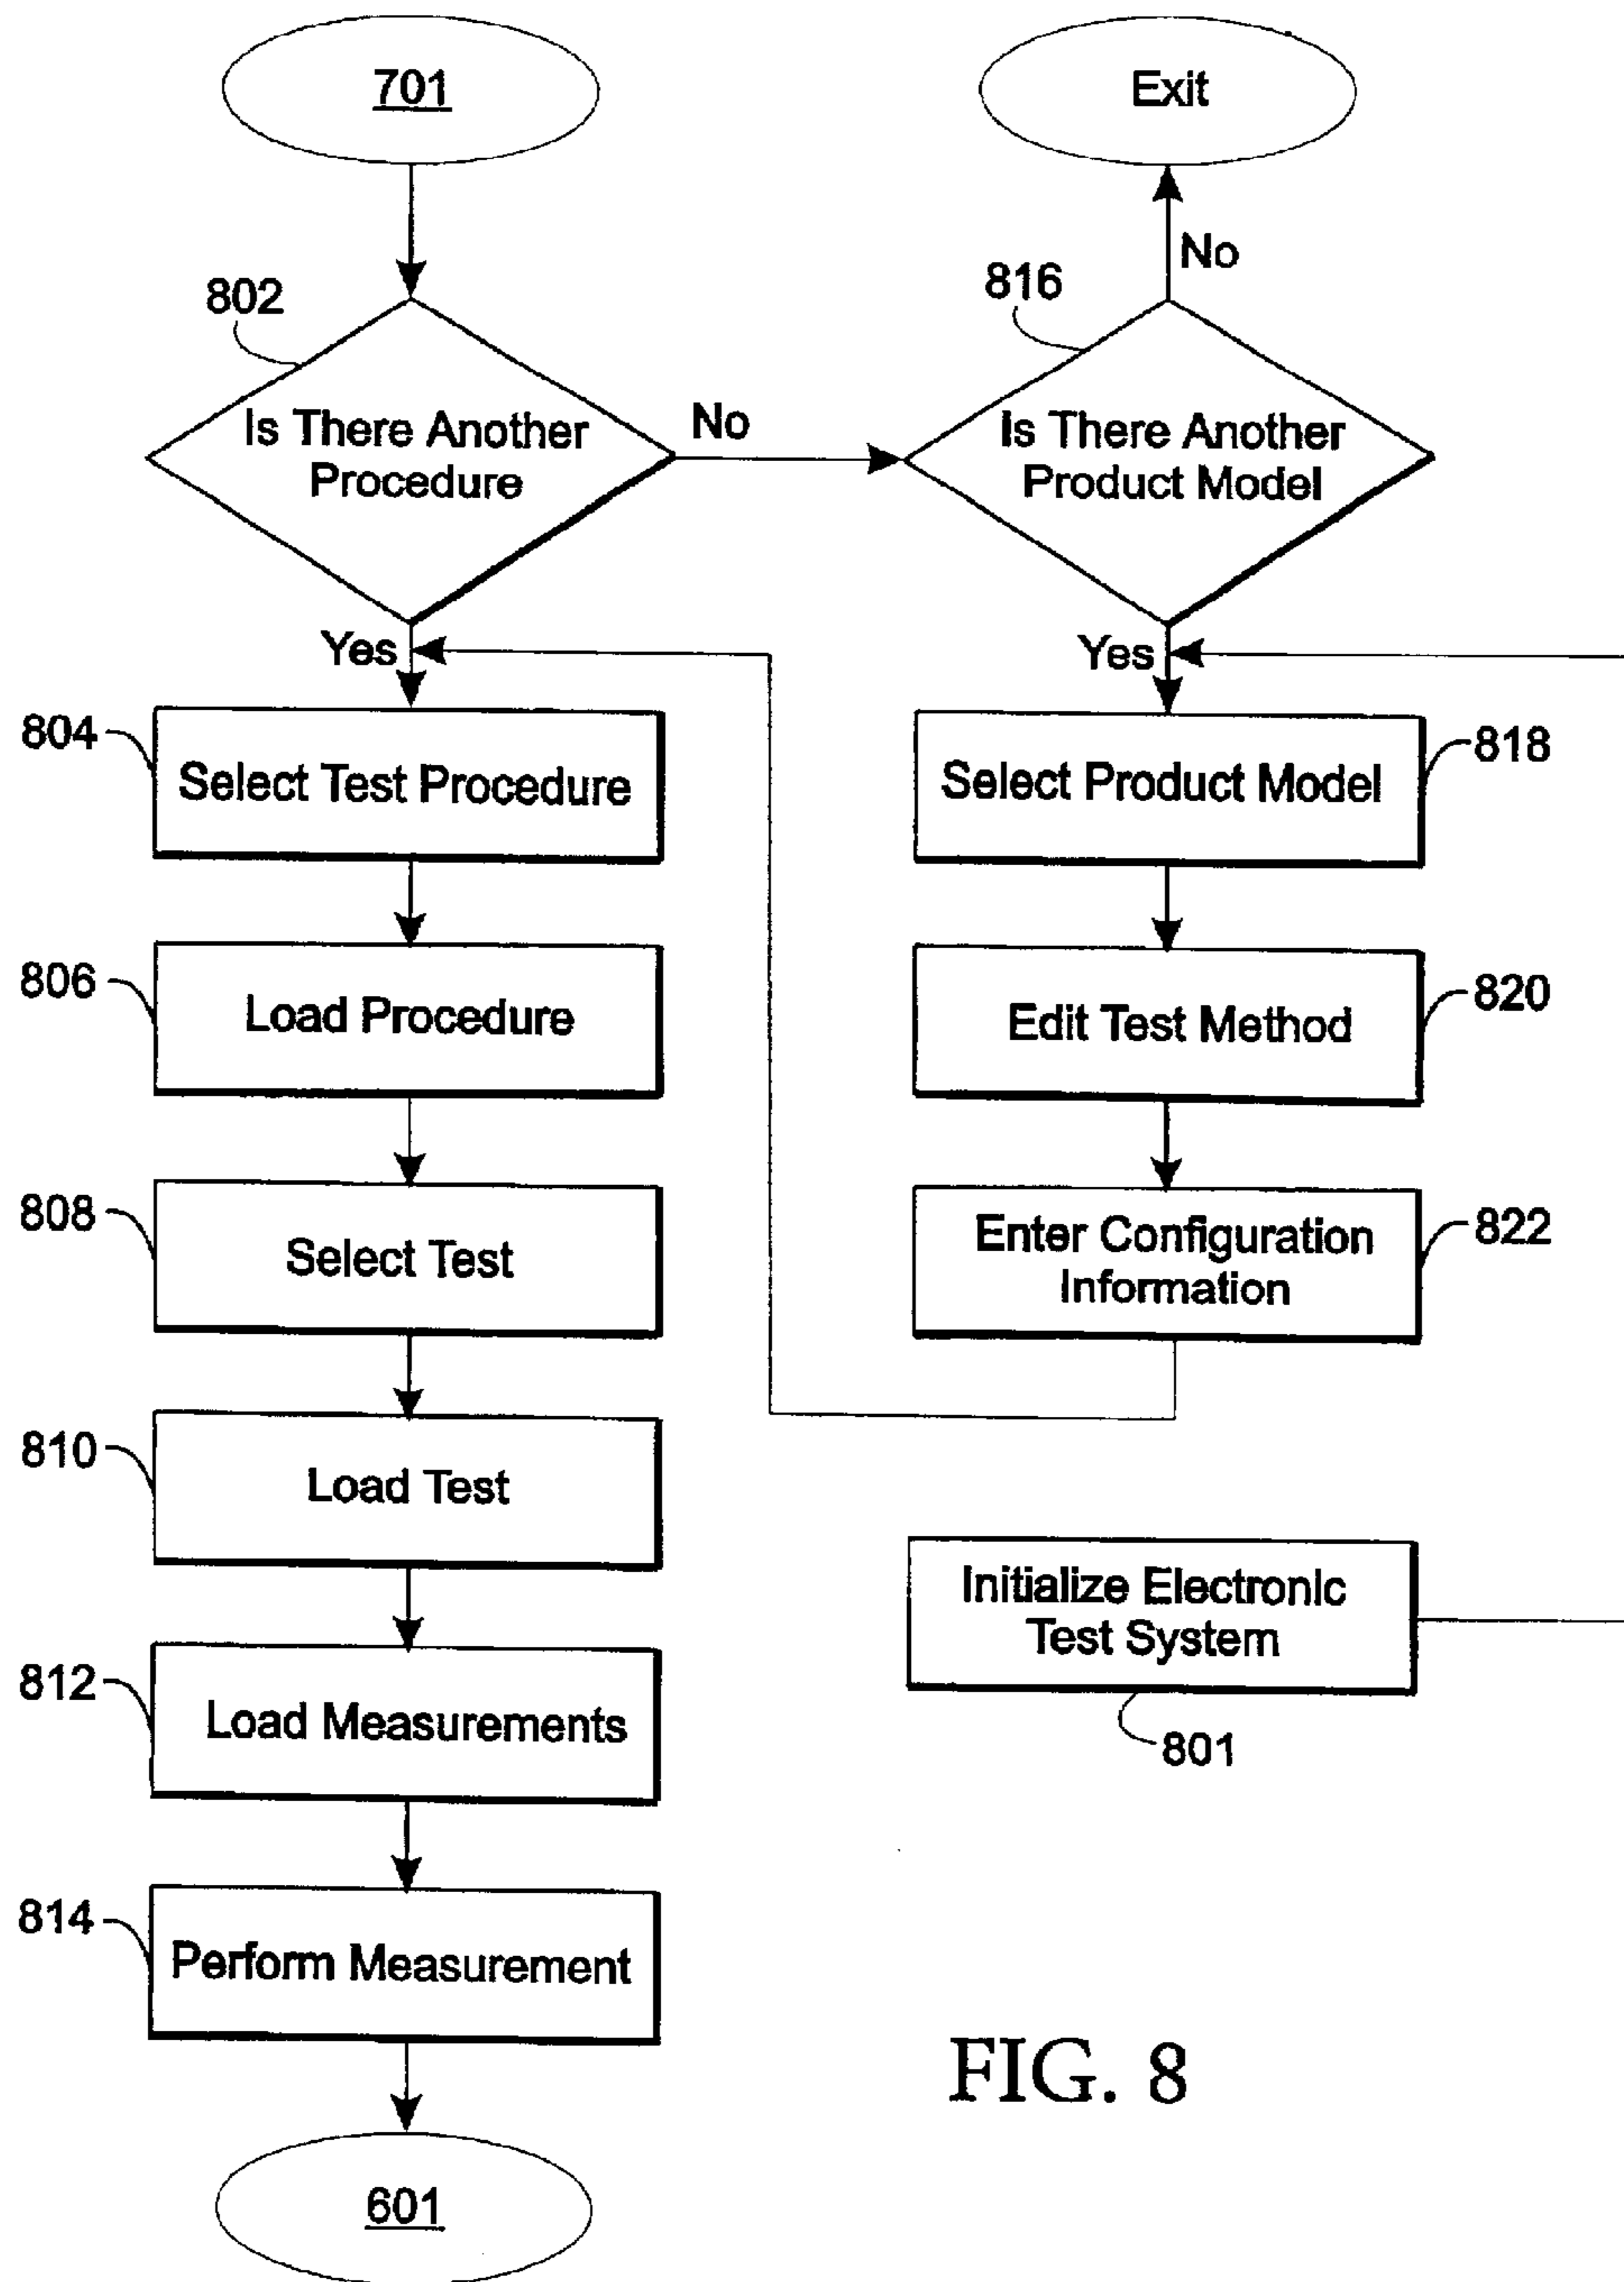 701
Exit
No
802
816
Is There Another
Procedure
No
Is There Another
Product Model
Yes
Yes
804
Select Test Procedure
Select Product Model
818
806
Load Procedure
Edit Test Method
820
808
Select Test
Enter Configuration
Information
822
810
Load Test
Initialize Electronic
Test System
801
812
Load Measurements
814
Perform Measurement
FIG. 8
601